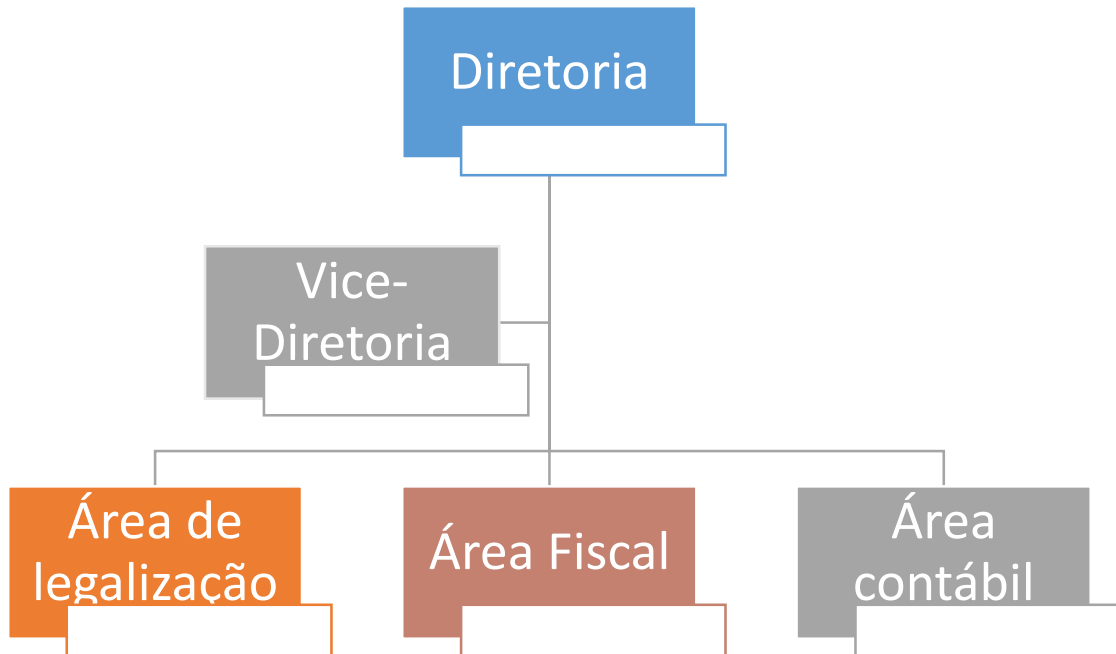 Diretoria
Vice-
Diretoria
Área de
legalização
Área Fiscal
Área
contábil